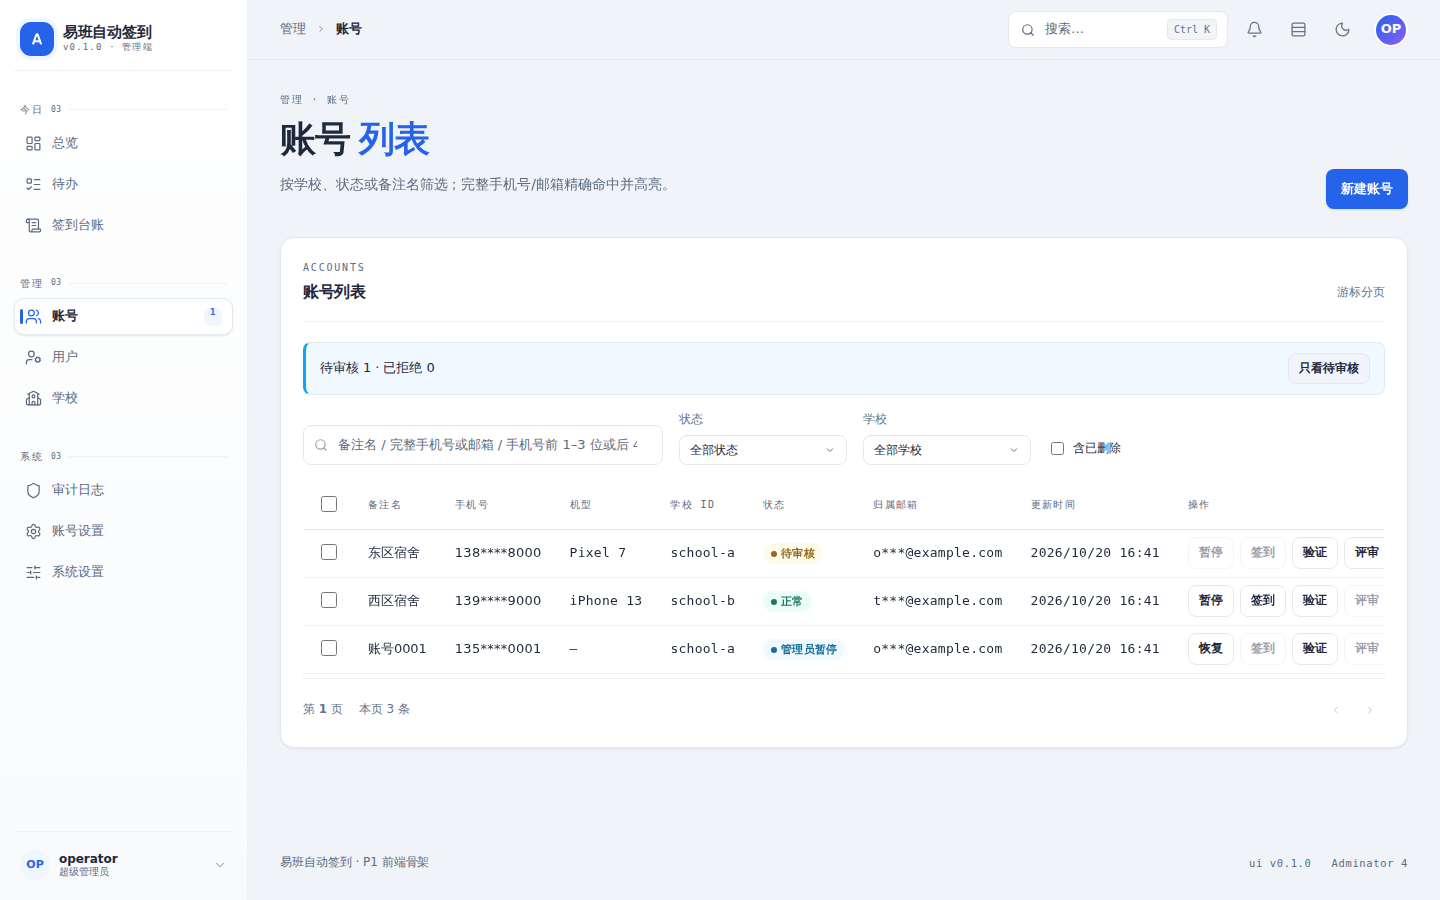 A
易班自动签到
v0.1.0 · 管理端
今日 03
总览
待办
签到台账
管理 03
账号 1
用户
学校
系统 03
审计日志
账号设置
系统设置
OP
operator
超级管理员
管理 › 账号
搜索... Ctrl K
OP
管理 · 账号
账号 列表
按学校、状态或备注名筛选；完整手机号/邮箱精确命中并高亮。
新建账号
ACCOUNTS
账号列表
游标分页
待审核 1 · 已拒绝 0
只看待审核
状态 学校
备注名 / 完整手机号或邮箱 / 手机号前 1–3 位或后 全部状态 全部学校 含已删除
备注名 手机号 机型 学校 ID 状态 归属邮箱 更新时间 操作
东区宿舍 138****8000 Pixel 7 school-a 待审核 o***@example.com 2026/10/20 16:41 暂停 签到 验证 评审
西区宿舍 139****9000 iPhone 13 school-b 正常 t***@example.com 2026/10/20 16:41 暂停 签到 验证 评审
账号0001 135****0001 — school-a 管理员暂停 o***@example.com 2026/10/20 16:41 恢复 签到 验证 评审
第 1 页 本页 3 条 ‹ ›
易班自动签到 · P1 前端骨架
ui v0.1.0 Adminator 4